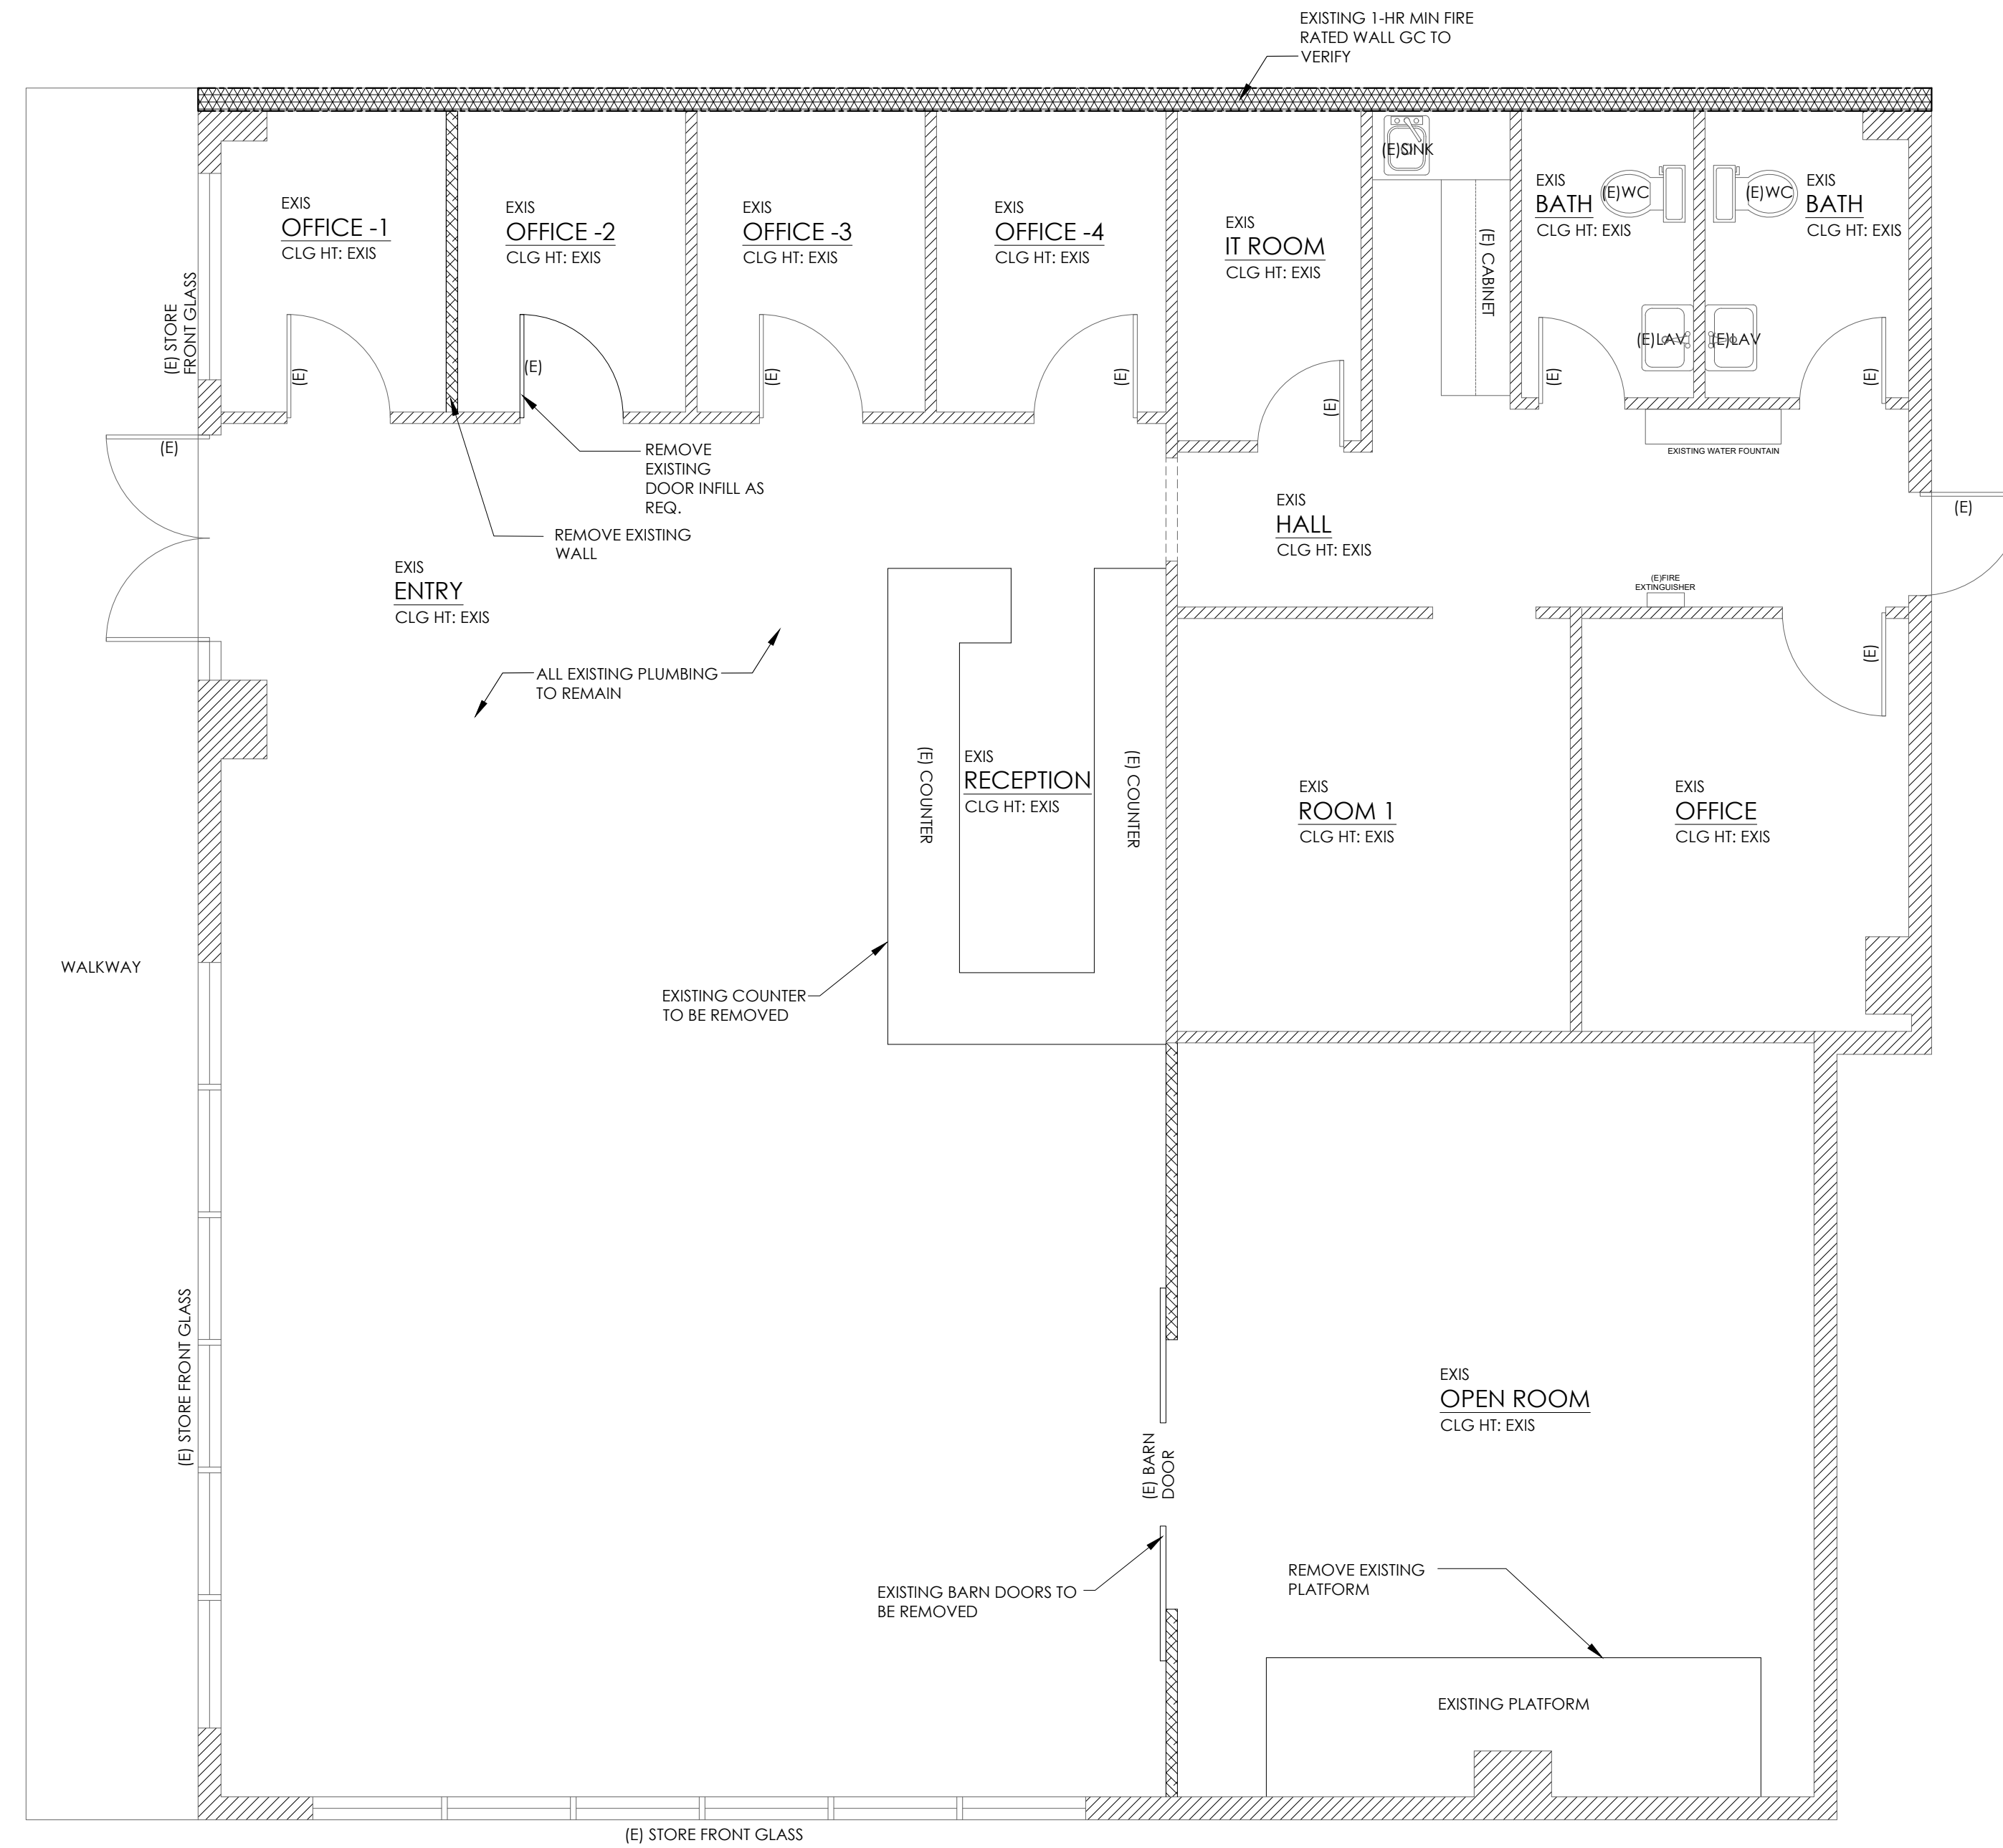 EXISTING 1-HR MIN FIRE
RATED WALL GC TO
VERIFY
EXIS
OFFICE -1
CLG HT: EXIS
EXIS
OFFICE -2
CLG HT: EXIS
EXIS
OFFICE -3
CLG HT: EXIS
EXIS
OFFICE -4
CLG HT: EXIS
EXIS
IT ROOM
CLG HT: EXIS
(E)SINK
(E) CABINET
EXIS
BATH
CLG HT: EXIS
(E)WC
(E)WC
EXIS
BATH
CLG HT: EXIS
(E)LAV
(E)LAV
(E) STORE
FRONT GLASS
(E)
(E)
(E)
(E)
(E)
(E)
(E)
(E)
EXISTING WATER FOUNTAIN
(E)
REMOVE
EXISTING
DOOR INFILL AS
REQ.
REMOVE EXISTING
WALL
EXIS
HALL
CLG HT: EXIS
(E)
EXIS
ENTRY
CLG HT: EXIS
(E)FIRE
EXTINGUISHER
(E)
ALL EXISTING PLUMBING
TO REMAIN
(E) COUNTER
EXIS
RECEPTION
CLG HT: EXIS
(E) COUNTER
EXIS
ROOM 1
CLG HT: EXIS
EXIS
OFFICE
CLG HT: EXIS
WALKWAY
EXISTING COUNTER
TO BE REMOVED
(E) STORE FRONT GLASS
EXIS
OPEN ROOM
CLG HT: EXIS
(E) BARN
DOOR
EXISTING BARN DOORS TO
BE REMOVED
REMOVE EXISTING
PLATFORM
EXISTING PLATFORM
(E) STORE FRONT GLASS